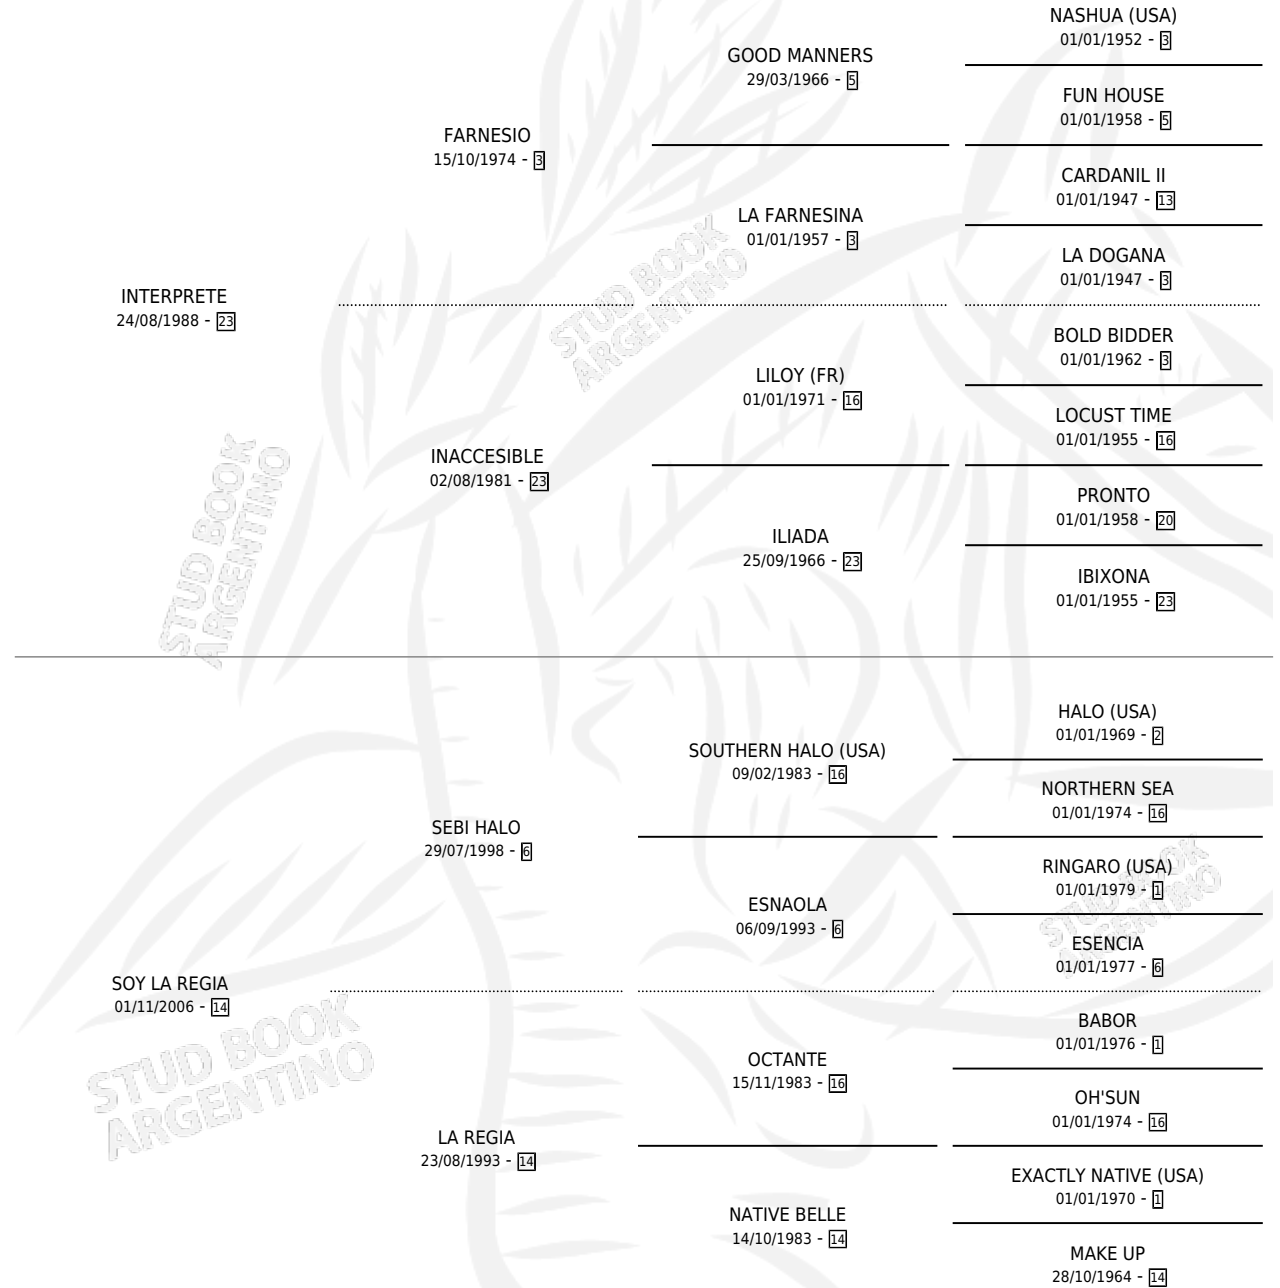 NASHUA (USA)
01/01/1952 - 3
GOOD MANNERS
29/03/1966 - 5
FUN HOUSE
01/01/1958 - 5
FARNESIO
15/10/1974 - 3
CARDANIL II
01/01/1947 - 13
LA FARNESINA
01/01/1957 - 3
LA DOGANA
01/01/1947 - 3
INTERPRETE
24/08/1988 - 23
BOLD BIDDER
01/01/1962 - 3
LILOY (FR)
01/01/1971 - 16
LOCUST TIME
01/01/1955 - 16
INACCESIBLE
02/08/1981 - 23
PRONTO
01/01/1958 - 20
ILIADA
25/09/1966 - 23
IBIXONA
01/01/1955 - 23
STUD BOOK
ARGENTINO
STUD BOOK
ARGENTINO
HALO (USA)
01/01/1969 - 2
SOUTHERN HALO (USA)
09/02/1983 - 16
NORTHERN SEA
01/01/1974 - 16
SEBI HALO
29/07/1998 - 6
RINGARO (USA)
01/01/1979 - 1
ESNAOLA
06/09/1993 - 6
ESENCIA
01/01/1977 - 6
STUD BOOK
ARGENTINO
SOY LA REGIA
01/11/2006 - 14
BABOR
01/01/1976 - 1
OCTANTE
15/11/1983 - 16
OH'SUN
01/01/1974 - 16
STUD BOOK
ARGENTINO
LA REGIA
23/08/1993 - 14
EXACTLY NATIVE (USA)
01/01/1970 - 1
NATIVE BELLE
14/10/1983 - 14
MAKE UP
28/10/1964 - 14